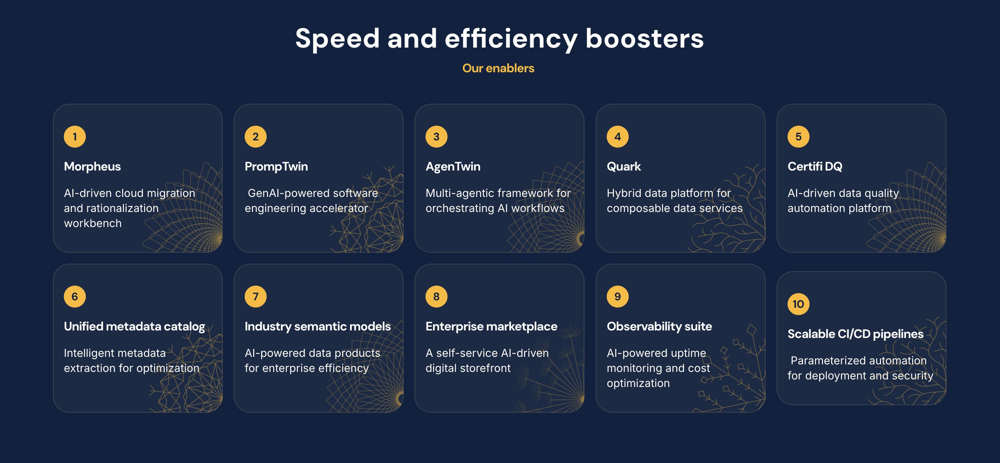 Speed and efficiency boosters
Our enablers
1
Morpheus
AI-driven cloud migration
and rationalization
workbench
2
PrompTwin
GenAI-powered software
engineering accelerator
3
AgenTwin
Multi-agentic framework for
orchestrating AI workflows
4
Quark
Hybrid data platform for
composable data services
5
Certifi DQ
AI-driven data quality
automation platform
6
Unified metadata catalog
Intelligent metadata
extraction for optimization
7
Industry semantic models
AI-powered data products
for enterprise efficiency
8
Enterprise marketplace
A self-service AI-driven
digital storefront
9
Observability suite
AI-powered uptime
monitoring and cost
optimization
10
Scalable CI/CD pipelines
Parameterized automation
for deployment and security